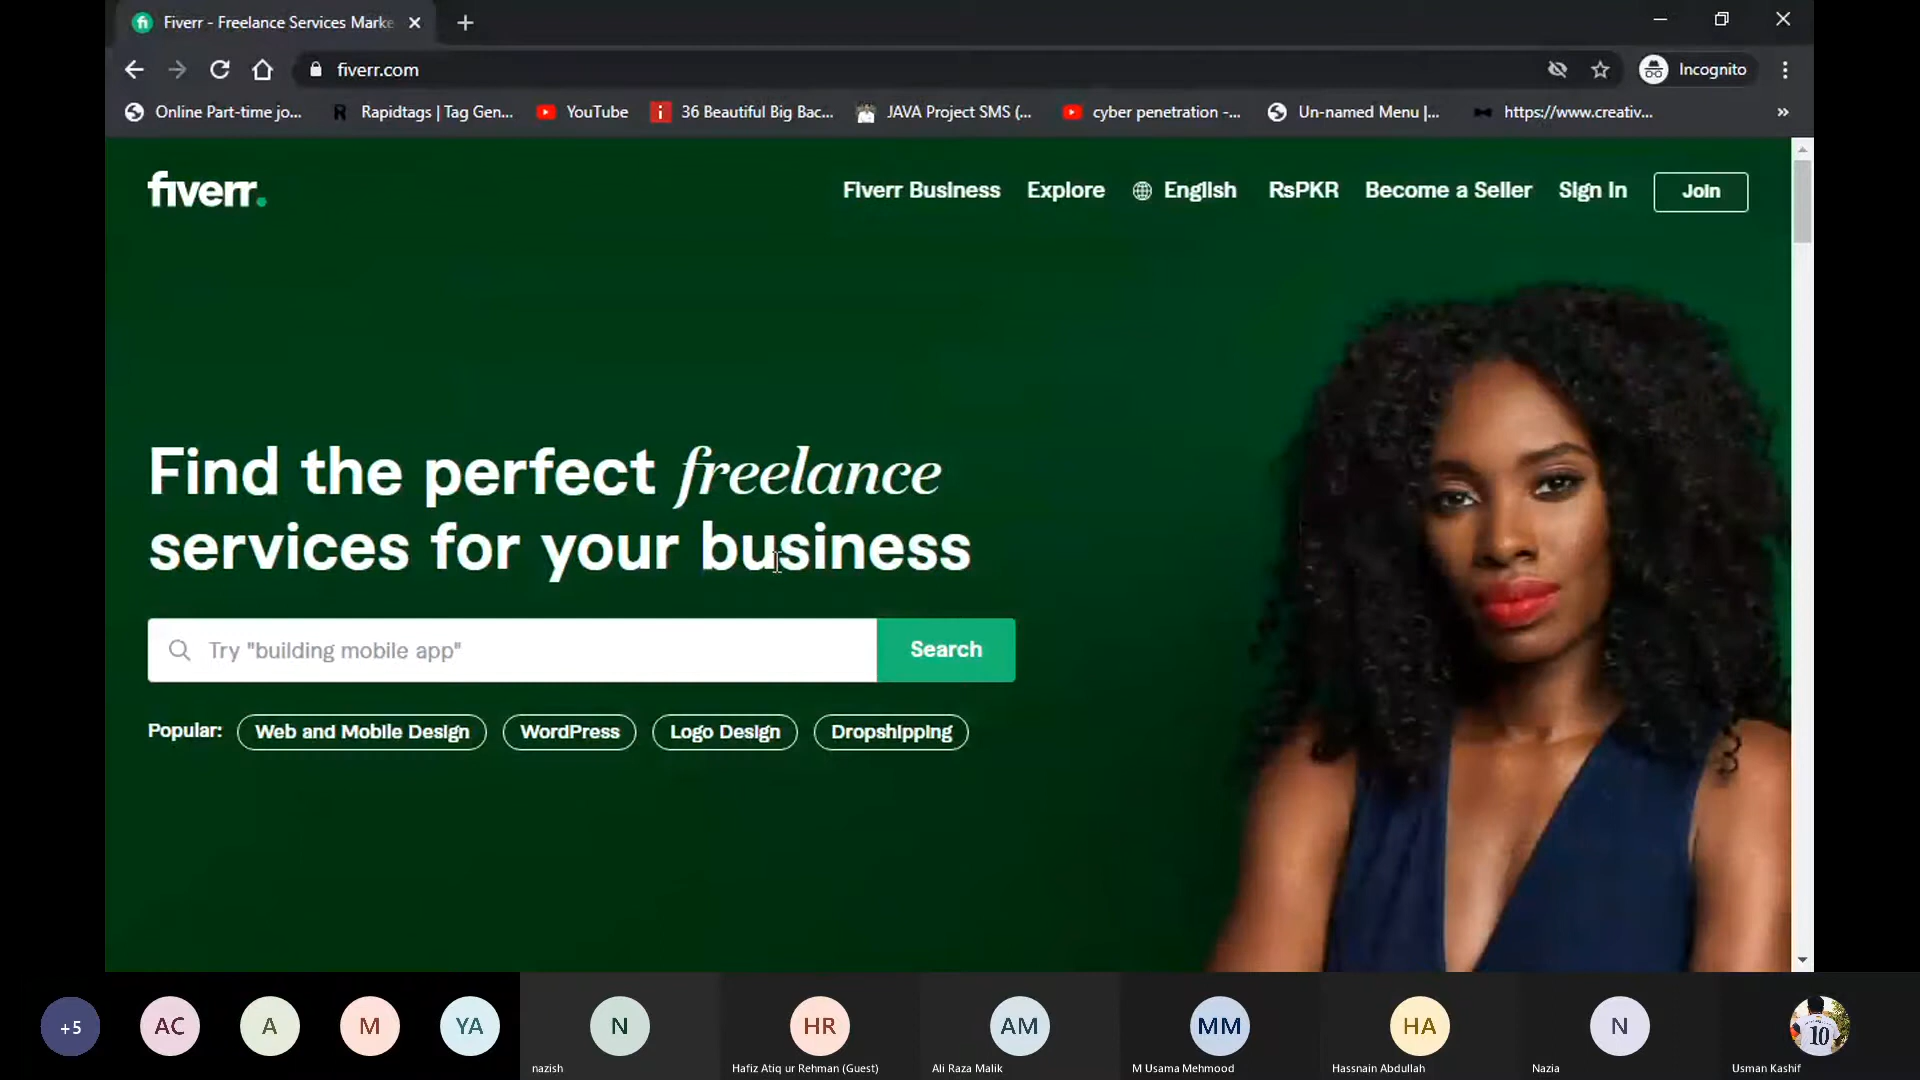 Fiverr - Freelance Services Marke
fiverr.com
Incognito
Online Part-time jo...
Rapidtags | Tag Gen...
YouTube
36 Beautiful Big Bac...
JAVA Project SMS (...
cyber penetration -...
Un-named Menu |...
https://www.creativ...
»
fiverr.
Fiverr Business
Explore
English
RsPKR
Become a Seller
Sign In
Join
Find the perfect freelance
services for your business
Try "building mobile app"
Search
Popular:
Web and Mobile Design
WordPress
Logo Design
Dropshipping
+5
AC
A
M
YA
N
HR
AM
MM
HA
N
10
nazish
Hafiz Atiq ur Rehman (Guest)
Ali Raza Malik
M Usama Mehmood
Hassnain Abdullah
Nazia
Usman Kashif